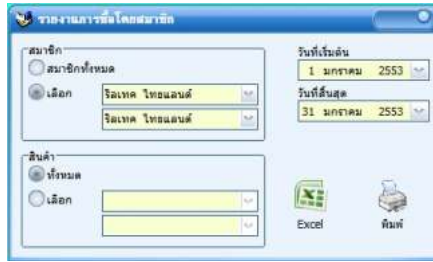 รายงานการซื้อโดยสมาชิก
สมาชิก
สมาชิกทั้งหมด
เลือก
ริลเทค ไทยแลนด์
ริลเทค ไทยแลนด์
วันที่เริ่มต้น
1 มกราคม 2553
วันที่สิ้นสุด
31 มกราคม 2553
สินค้า
ทั้งหมด
เลือก
Excel
พิมพ์